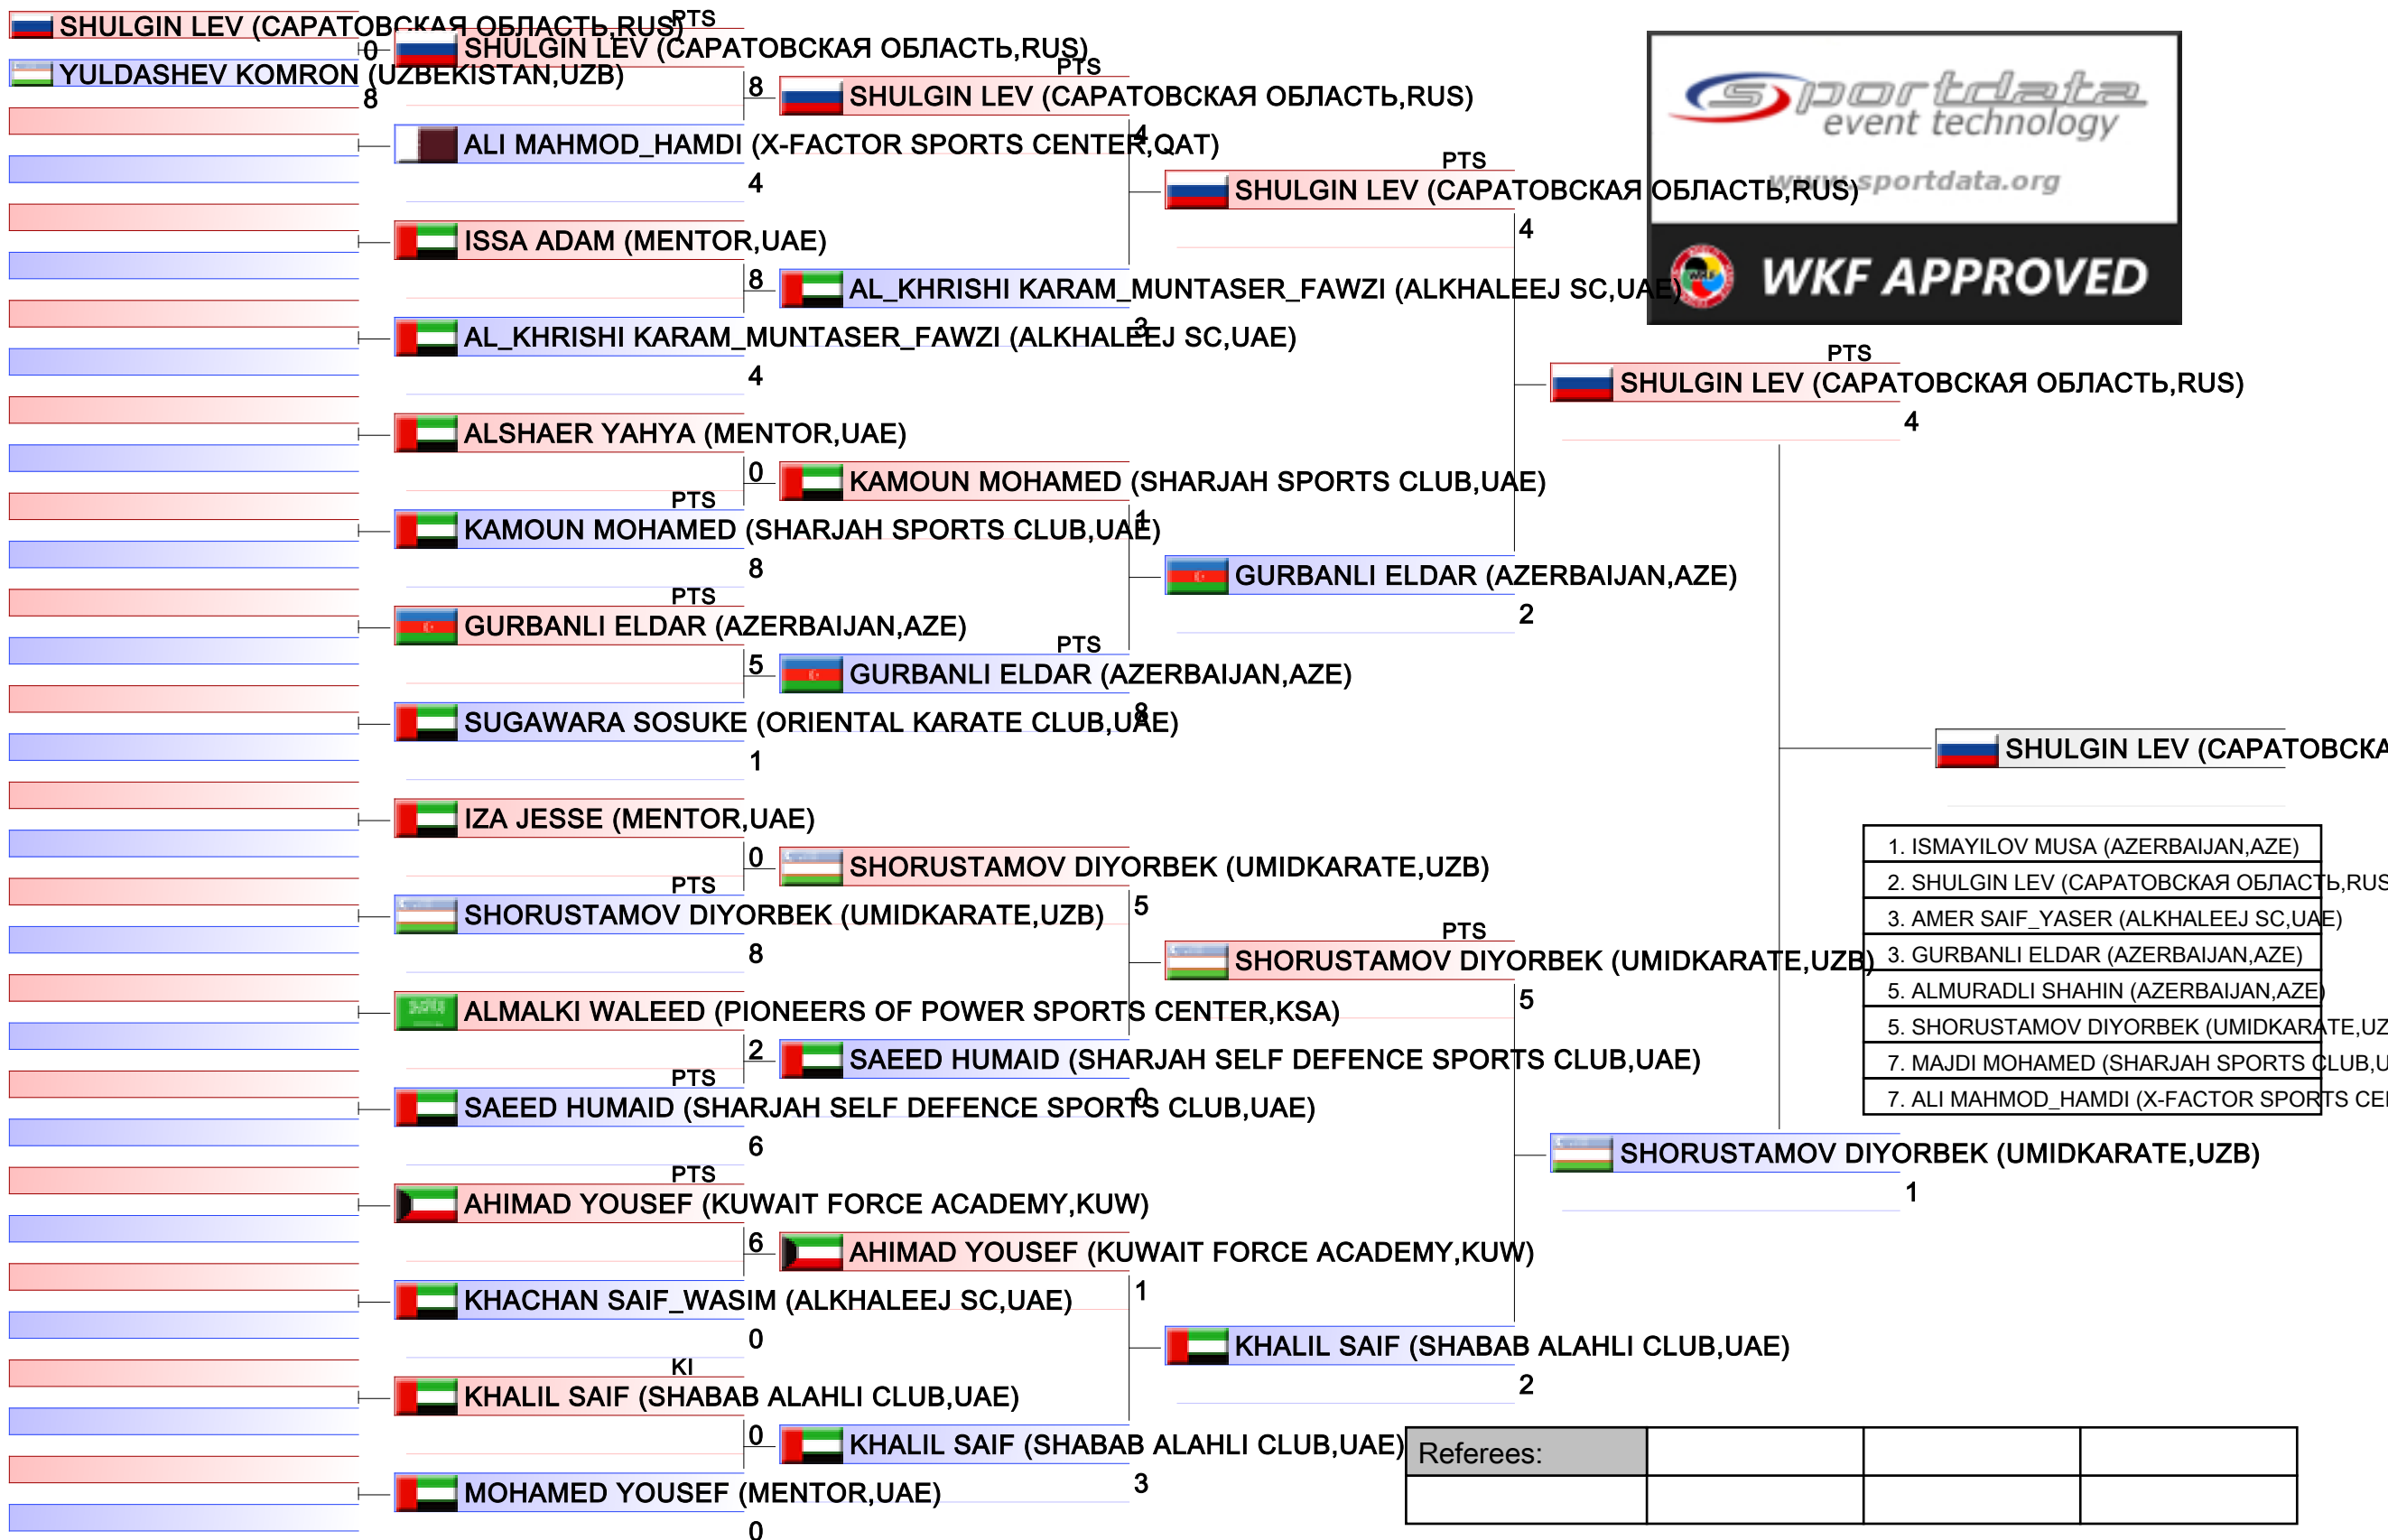 SHULGIN LEV (САРАТОВСКАЯ ОБЛАСТЬ,RUS)
0
YULDASHEV KOMRON (UZBEKISTAN,UZB)
8
PTS
SHULGIN LEV (САРАТОВСКАЯ ОБЛАСТЬ,RUS)
8
ALI MAHMOD_HAMDI (X-FACTOR SPORTS CENTER,QAT)
4
ISSA ADAM (MENTOR,UAE)
8
AL_KHRISHI KARAM_MUNTASER_FAWZI (ALKHALEEJ SC,UAE)
4
ALSHAER YAHYA (MENTOR,UAE)
0
PTS
KAMOUN MOHAMED (SHARJAH SPORTS CLUB,UAE)
8
PTS
GURBANLI ELDAR (AZERBAIJAN,AZE)
5
SUGAWARA SOSUKE (ORIENTAL KARATE CLUB,UAE)
1
IZA JESSE (MENTOR,UAE)
0
PTS
SHORUSTAMOV DIYORBEK (UMIDKARATE,UZB)
8
ALMALKI WALEED (PIONEERS OF POWER SPORTS CENTER,KSA)
2
PTS
SAEED HUMAID (SHARJAH SELF DEFENCE SPORTS CLUB,UAE)
6
PTS
AHIMAD YOUSEF (KUWAIT FORCE ACADEMY,KUW)
6
KHACHAN SAIF_WASIM (ALKHALEEJ SC,UAE)
0
KI
KHALIL SAIF (SHABAB ALAHLI CLUB,UAE)
0
MOHAMED YOUSEF (MENTOR,UAE)
0
PTS
SHULGIN LEV (САРАТОВСКАЯ ОБЛАСТЬ,RUS)
4
AL_KHRISHI KARAM_MUNTASER_FAWZI (ALKHALEEJ SC,UAE)
3
KAMOUN MOHAMED (SHARJAH SPORTS CLUB,UAE)
1
PTS
GURBANLI ELDAR (AZERBAIJAN,AZE)
8
SHORUSTAMOV DIYORBEK (UMIDKARATE,UZB)
5
SAEED HUMAID (SHARJAH SELF DEFENCE SPORTS CLUB,UAE)
0
AHIMAD YOUSEF (KUWAIT FORCE ACADEMY,KUW)
1
KHALIL SAIF (SHABAB ALAHLI CLUB,UAE)
3
PTS
SHULGIN LEV (САРАТОВСКАЯ ОБЛАСТЬ,RUS)
4
GURBANLI ELDAR (AZERBAIJAN,AZE)
2
PTS
SHORUSTAMOV DIYORBEK (UMIDKARATE,UZB)
5
KHALIL SAIF (SHABAB ALAHLI CLUB,UAE)
2
PTS
SHULGIN LEV (САРАТОВСКАЯ ОБЛАСТЬ,RUS)
4
SHORUSTAMOV DIYORBEK (UMIDKARATE,UZB)
1
SHULGIN LEV (САРАТОВСКА
sportdata
event technology
www.sportdata.org
WKF
WKF APPROVED
1. ISMAYILOV MUSA (AZERBAIJAN,AZE)
2. SHULGIN LEV (САРАТОВСКАЯ ОБЛАСТЬ,RUS
3. AMER SAIF_YASER (ALKHALEEJ SC,UAE)
3. GURBANLI ELDAR (AZERBAIJAN,AZE)
5. ALMURADLI SHAHIN (AZERBAIJAN,AZE)
5. SHORUSTAMOV DIYORBEK (UMIDKARATE,UZ
7. MAJDI MOHAMED (SHARJAH SPORTS CLUB,U
7. ALI MAHMOD_HAMDI (X-FACTOR SPORTS CE
Referees: